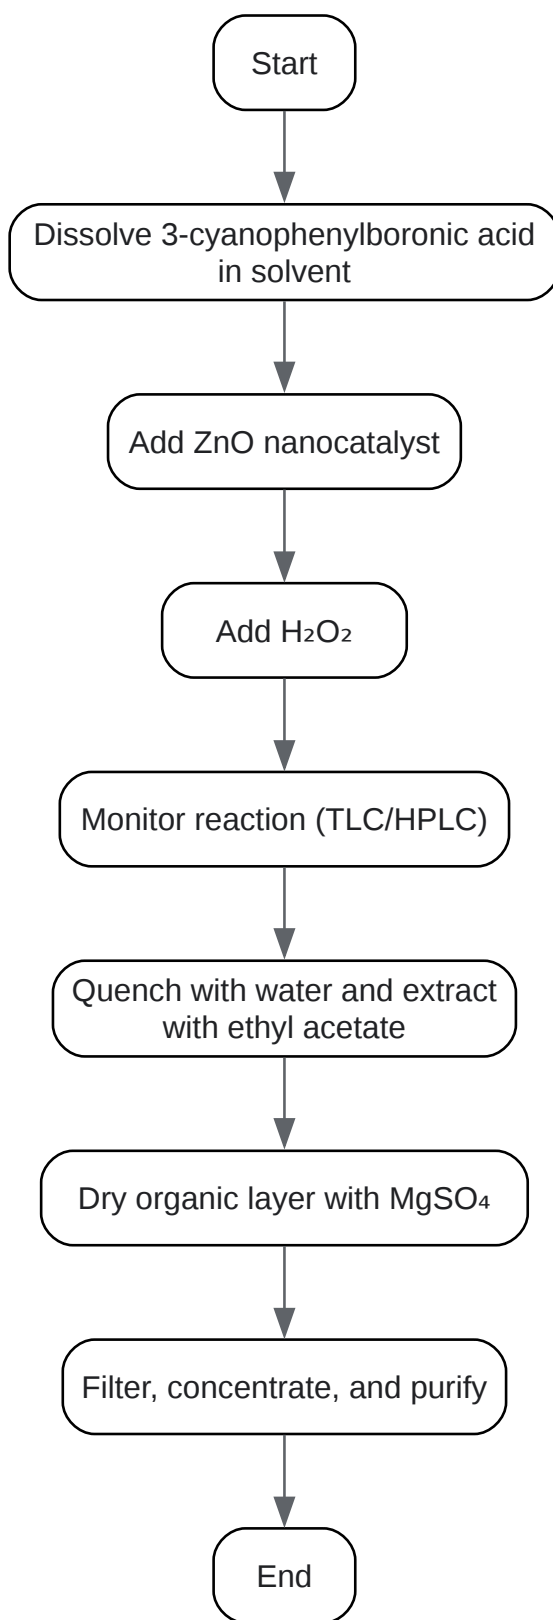 Start
Dissolve 3-cyanophenylboronic acid
in solvent
Add ZnO nanocatalyst
Add H₂O₂
Monitor reaction (TLC/HPLC)
Quench with water and extract
with ethyl acetate
Dry organic layer with MgSO₄
Filter, concentrate, and purify
End